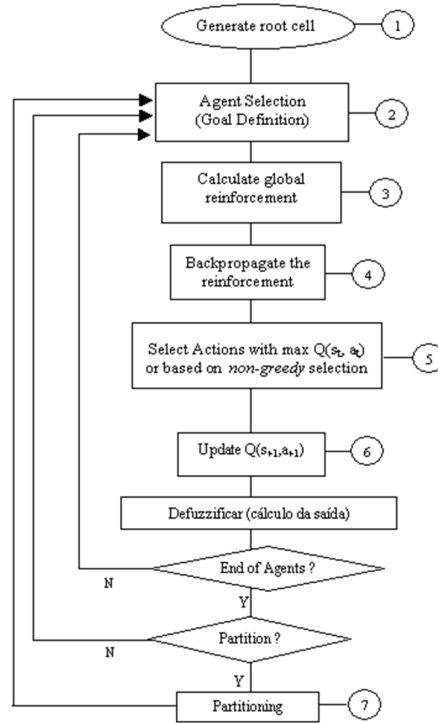 Generate root cell
1
Agent Selection
(Goal Definition)
2
Calculate global
reinforcement
3
Backpropagate the
reinforcement
4
Select Actions with max Q(st, at)
or based on non-greedy selection
5
Update Q(s+1,a+1)
6
Defuzzificar (cálculo da saída)
End of Agents ?
N
Y
Partition ?
N
Y
Partitioning
7